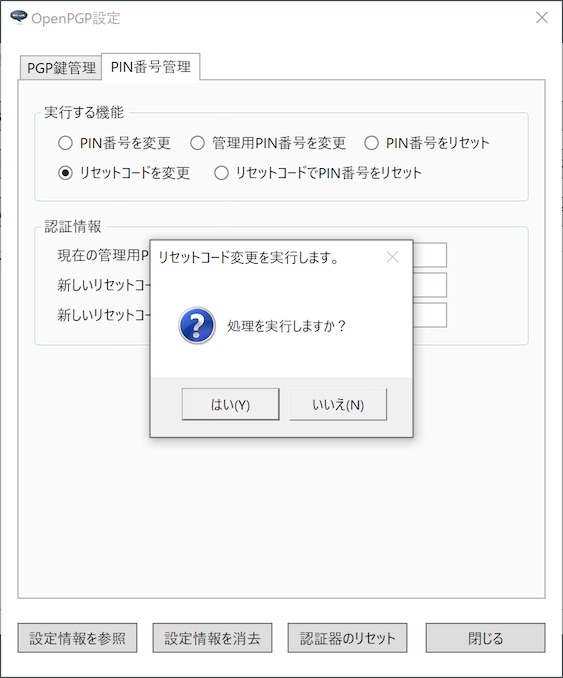 OpenPGP設定
PGP鍵管理 PIN番号管理
実行する機能
PIN番号を変更 管理用PIN番号を変更 PIN番号をリセット
リセットコードを変更 リセットコードでPIN番号をリセット
認証情報
現在の管理用P
新しいリセットコー
新しいリセットコー
リセットコード変更を実行します。
処理を実行しますか？
はい(Y) いいえ(N)
設定情報を参照 設定情報を消去 認証器のリセット 閉じる